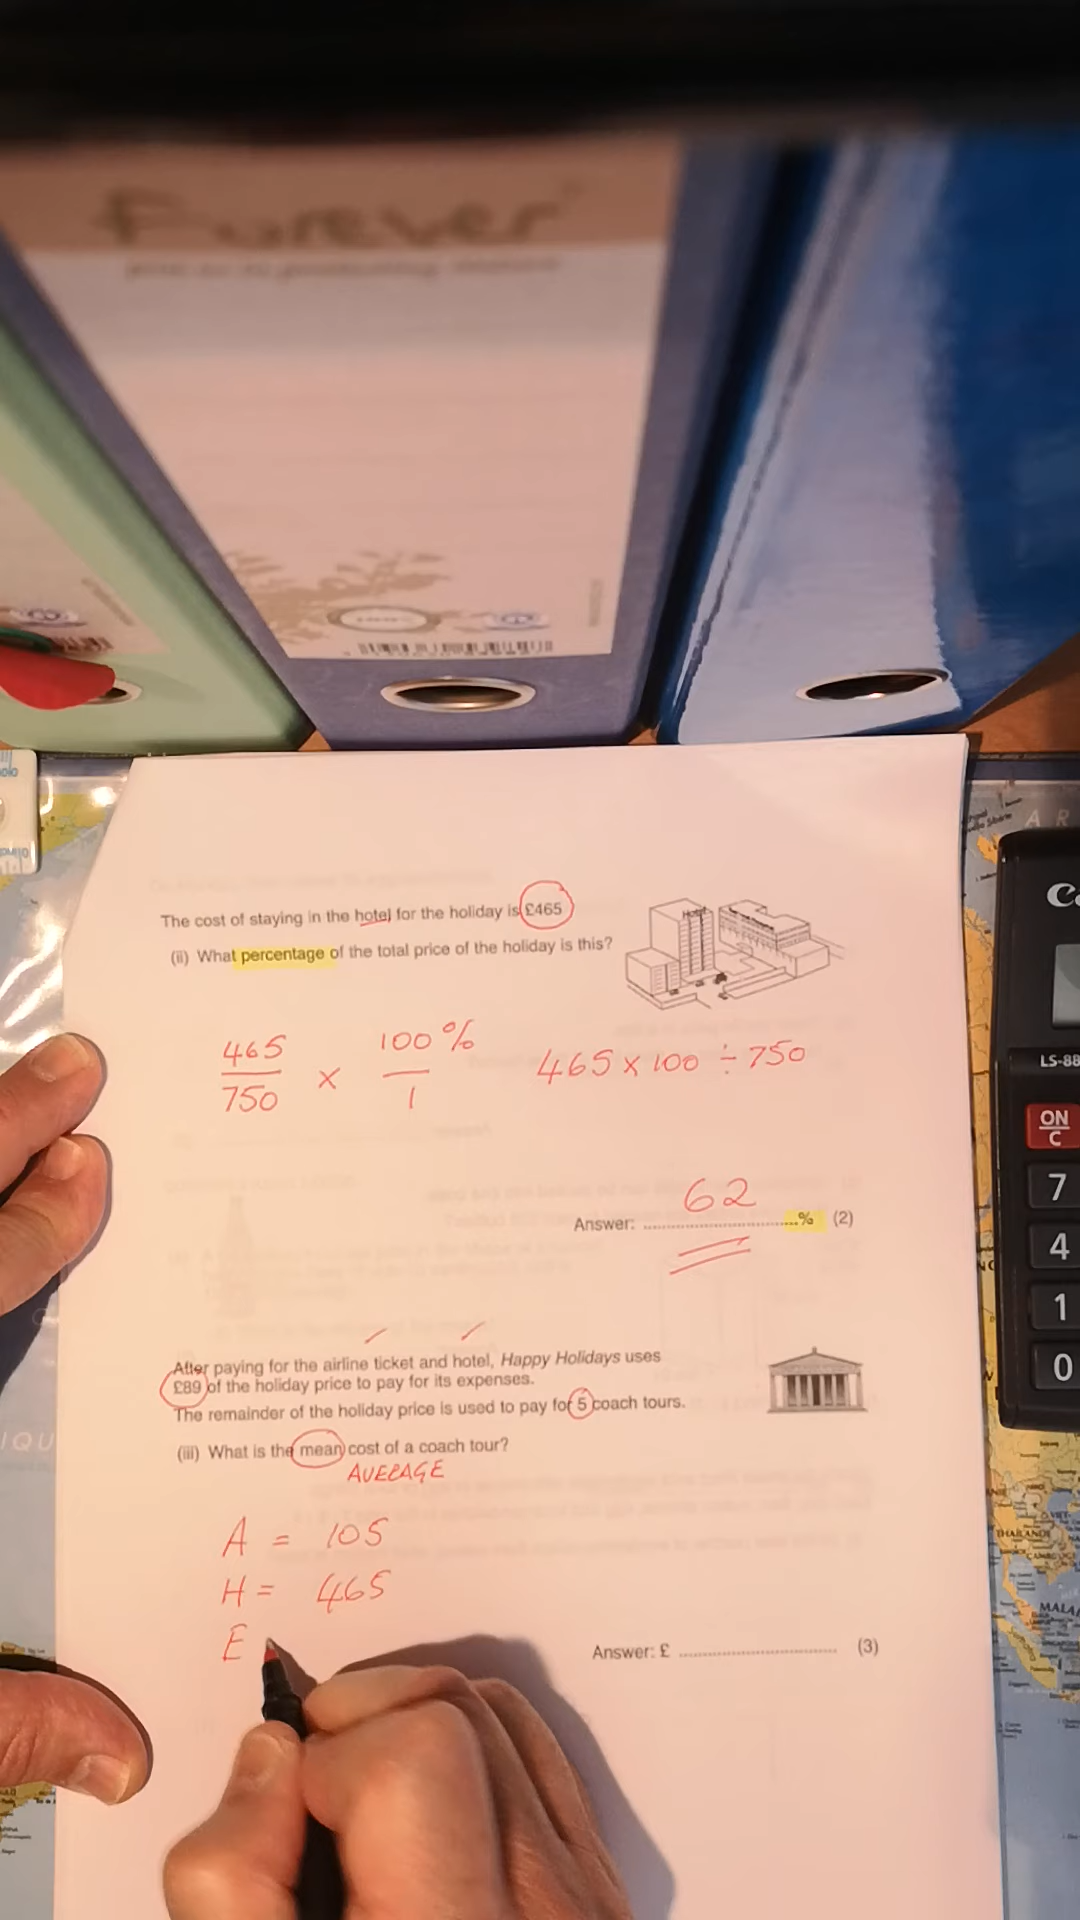 Forever
The cost of staying in the hotel for the holiday is £465
Hotel
(ii) What percentage of the total price of the holiday is this?
465
750
×
100%
1
465 × 100 ÷ 750
62
Answer: ........ % (2)
After paying for the airline ticket and hotel, Happy Holidays uses
£89 of the holiday price to pay for its expenses.
The remainder of the holiday price is used to pay for 5 coach tours.
(iii) What is the mean cost of a coach tour?
AVERAGE
A = 105
H = 465
E
Answer: £ ........ (3)
LS-88
ON
C
7
4
1
0
THAILAND